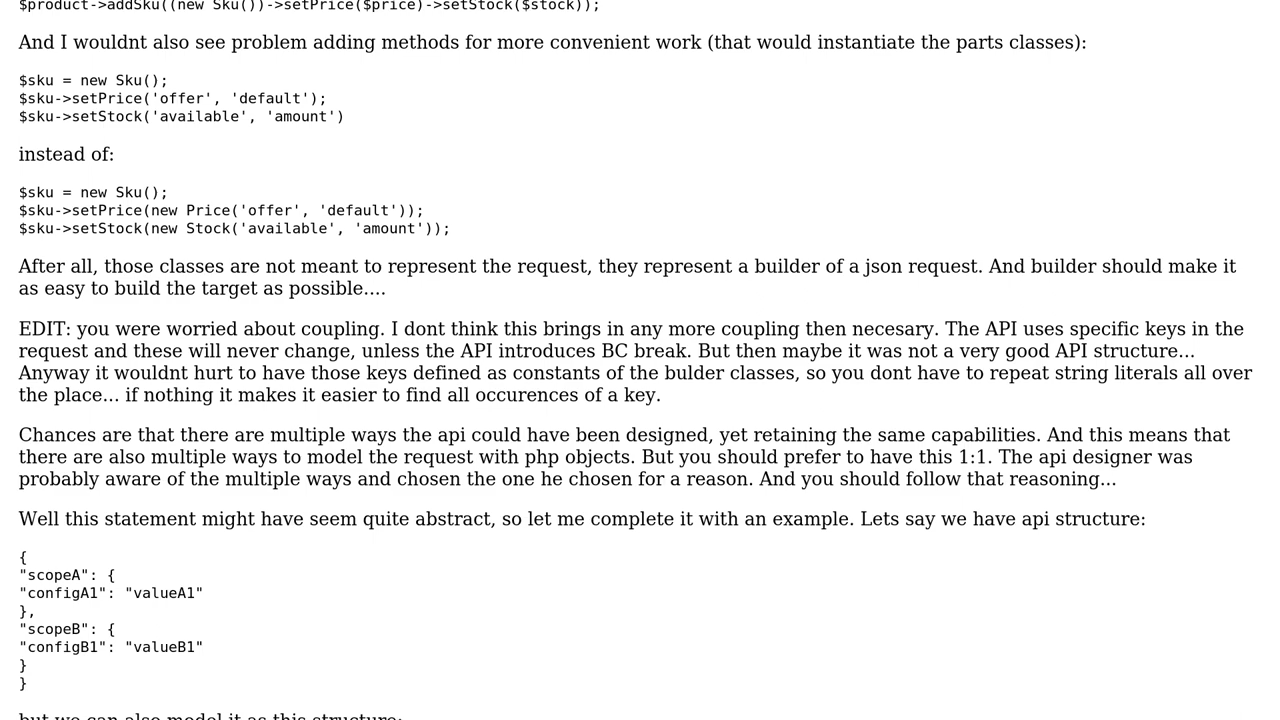 $product->addSku((new Sku())->setPrice($price)->setStock($stock));
And I wouldnt also see problem adding methods for more convenient work (that would instantiate the parts classes):
$sku = new Sku();
$sku->setPrice('offer', 'default');
$sku->setStock('available', 'amount')
instead of:
$sku = new Sku();
$sku->setPrice(new Price('offer', 'default'));
$sku->setStock(new Stock('available', 'amount'));
After all, those classes are not meant to represent the request, they represent a builder of a json request. And builder should make it
as easy to build the target as possible....
EDIT: you were worried about coupling. I dont think this brings in any more coupling then necesary. The API uses specific keys in the
request and these will never change, unless the API introduces BC break. But then maybe it was not a very good API structure...
Anyway it wouldnt hurt to have those keys defined as constants of the bulder classes, so you dont have to repeat string literals all over
the place... if nothing it makes it easier to find all occurences of a key.
Chances are that there are multiple ways the api could have been designed, yet retaining the same capabilities. And this means that
there are also multiple ways to model the request with php objects. But you should prefer to have this 1:1. The api designer was
probably aware of the multiple ways and chosen the one he chosen for a reason. And you should follow that reasoning...
Well this statement might have seem quite abstract, so let me complete it with an example. Lets say we have api structure:
{
"scopeA": {
"configA1": "valueA1"
},
"scopeB": {
"configB1": "valueB1"
}
}
but we can also model it as this structure: